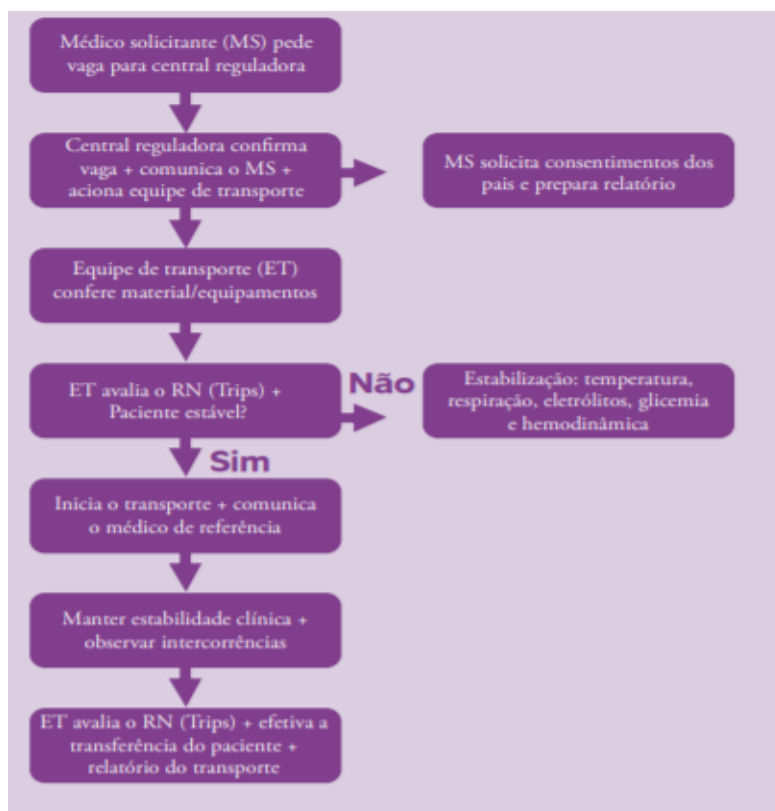 Médico solicitante (MS) pede
vaga para central reguladora
Central reguladora confirma
vaga + comunica o MS +
aciona equipe de transporte
MS solicita consentimentos dos
pais e prepara relatório
Equipe de transporte (ET)
confere material/equipamentos
ET avalia o RN (Trips) +
Paciente estável?
Não
Estabilização: temperatura,
respiração, eletrólitos, glicemia
e hemodinâmica
Sim
Inicia o transporte + comunica
o médico de referência
Manter estabilidade clínica +
observar intercorrências
ET avalia o RN (Trips) + efetiva a
transferência do paciente +
relatório do transporte